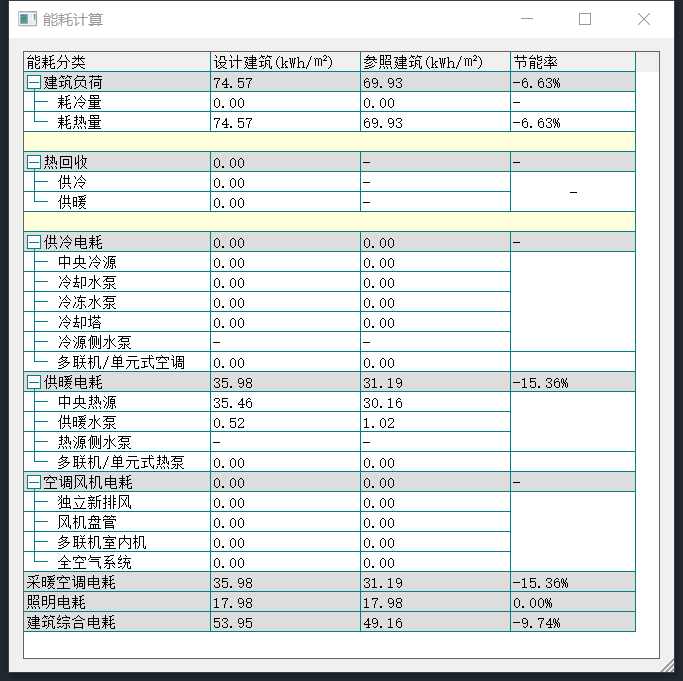 能耗计算
能耗分类 设计建筑(kWh/㎡) 参照建筑(kWh/㎡) 节能率
建筑负荷 74.57 69.93 -6.63%
耗冷量 0.00 0.00 -
耗热量 74.57 69.93 -6.63%
热回收 0.00 - -
供冷 0.00 - -
供暖 0.00 -
供冷电耗 0.00 0.00 -
中央冷源 0.00 0.00
冷却水泵 0.00 0.00
冷冻水泵 0.00 0.00
冷却塔 0.00 0.00
冷源侧水泵 - -
多联机/单元式空调 0.00 0.00
供暖电耗 35.98 31.19 -15.36%
中央热源 35.46 30.16
供暖水泵 0.52 1.02
热源侧水泵 - -
多联机/单元式热泵 0.00 0.00
空调风机电耗 0.00 0.00 -
独立新排风 0.00 0.00
风机盘管 0.00 0.00
多联机室内机 0.00 0.00
全空气系统 0.00 0.00
采暖空调电耗 35.98 31.19 -15.36%
照明电耗 17.98 17.98 0.00%
建筑综合电耗 53.95 49.16 -9.74%